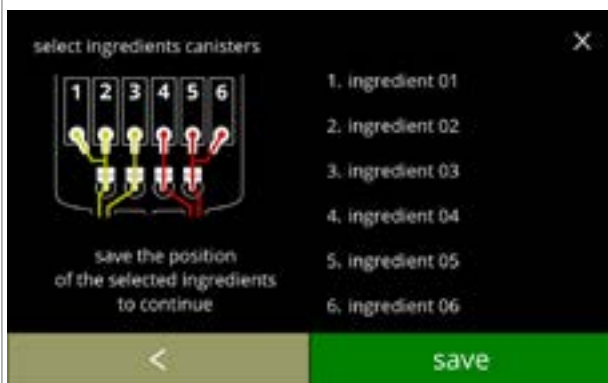 select ingredients canisters
1 2 3 4 5 6
save the position
of the selected ingredients
to continue
1. ingredient 01
2. ingredient 02
3. ingredient 03
4. ingredient 04
5. ingredient 05
6. ingredient 06
<
save